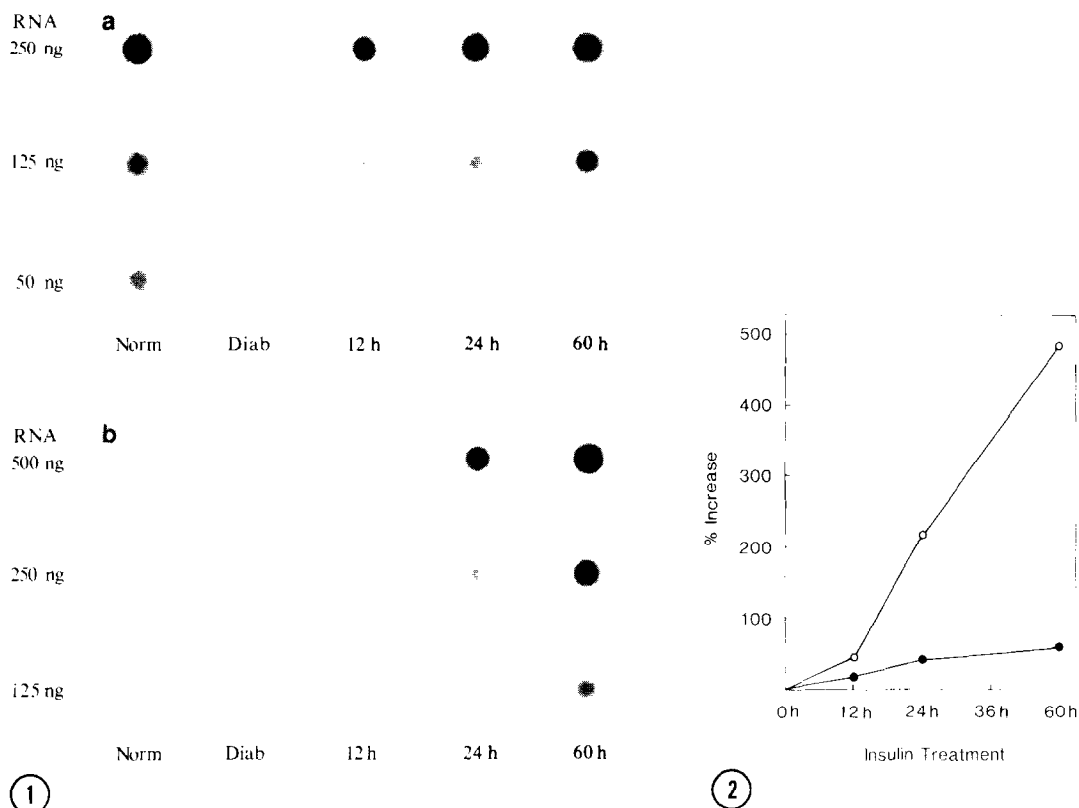 RNA a
250 ng
125 ng
50 ng
Norm Diab 12 h 24 h 60 h
RNA b
500 ng
250 ng
125 ng
Norm Diab 12 h 24 h 60 h
1
500
400
300
200
100
% Increase
0h 12h 24h 36h 60h
Insulin Treatment
2